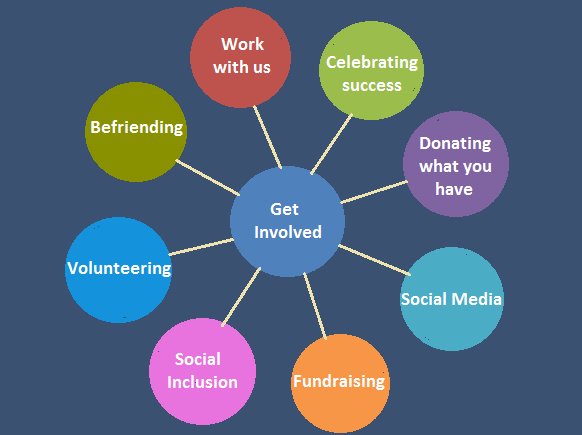 Work
with us
Celebrating
success
Befriending
Donating
what you
have
Get
Involved
Volunteering
Social Media
Social
Inclusion
Fundraising